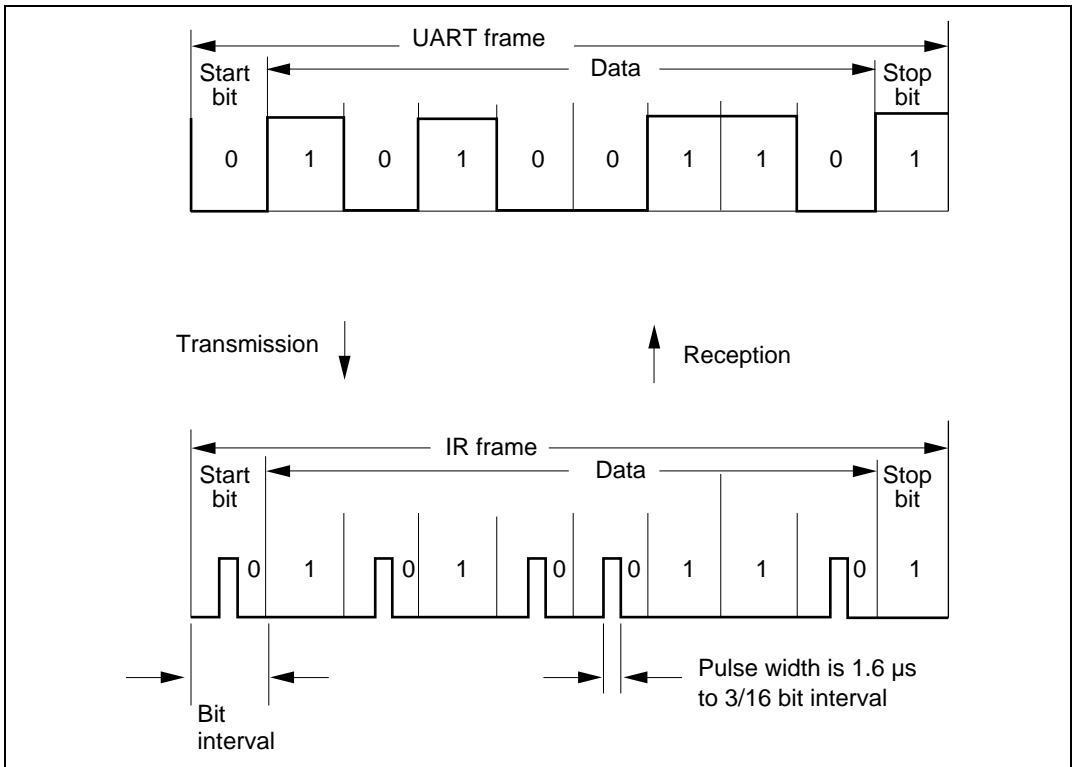 UART frame
Start
bit
Data
Stop
bit
0 1 0 1 0 0 1 1 0 1
Transmission
Reception
IR frame
Start
bit
Data
Stop
bit
0 1 0 1 0 0 1 1 0 1
Bit
interval
Pulse width is 1.6 µs
to 3/16 bit interval